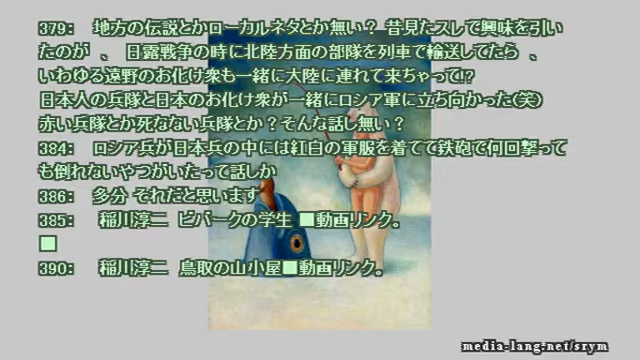 379:　地方の伝説とかローカルネタとか無い？ 昔見たスレで興味を引い
たのが　、　日露戦争の時に北陸方面の部隊を列車で輸送してたら　、
いわゆる遠野のお化け衆も一緒に大陸に連れて来ちゃって!?
日本人の兵隊と日本のお化け衆が一緒にロシア軍に立ち向かった(笑)
赤い兵隊とか死なない兵隊とか？そんな話し無い？
384:　ロシア兵が日本兵の中には紅白の軍服を着てて鉄砲で何回撃って
も倒れないやつがいたって話しか
386:　多分 それだと思います
385:　稲川淳二　ビバークの学生 ■動画リンク。
■
390:　稲川淳二　鳥取の山小屋■動画リンク。
media-lang.net/srym